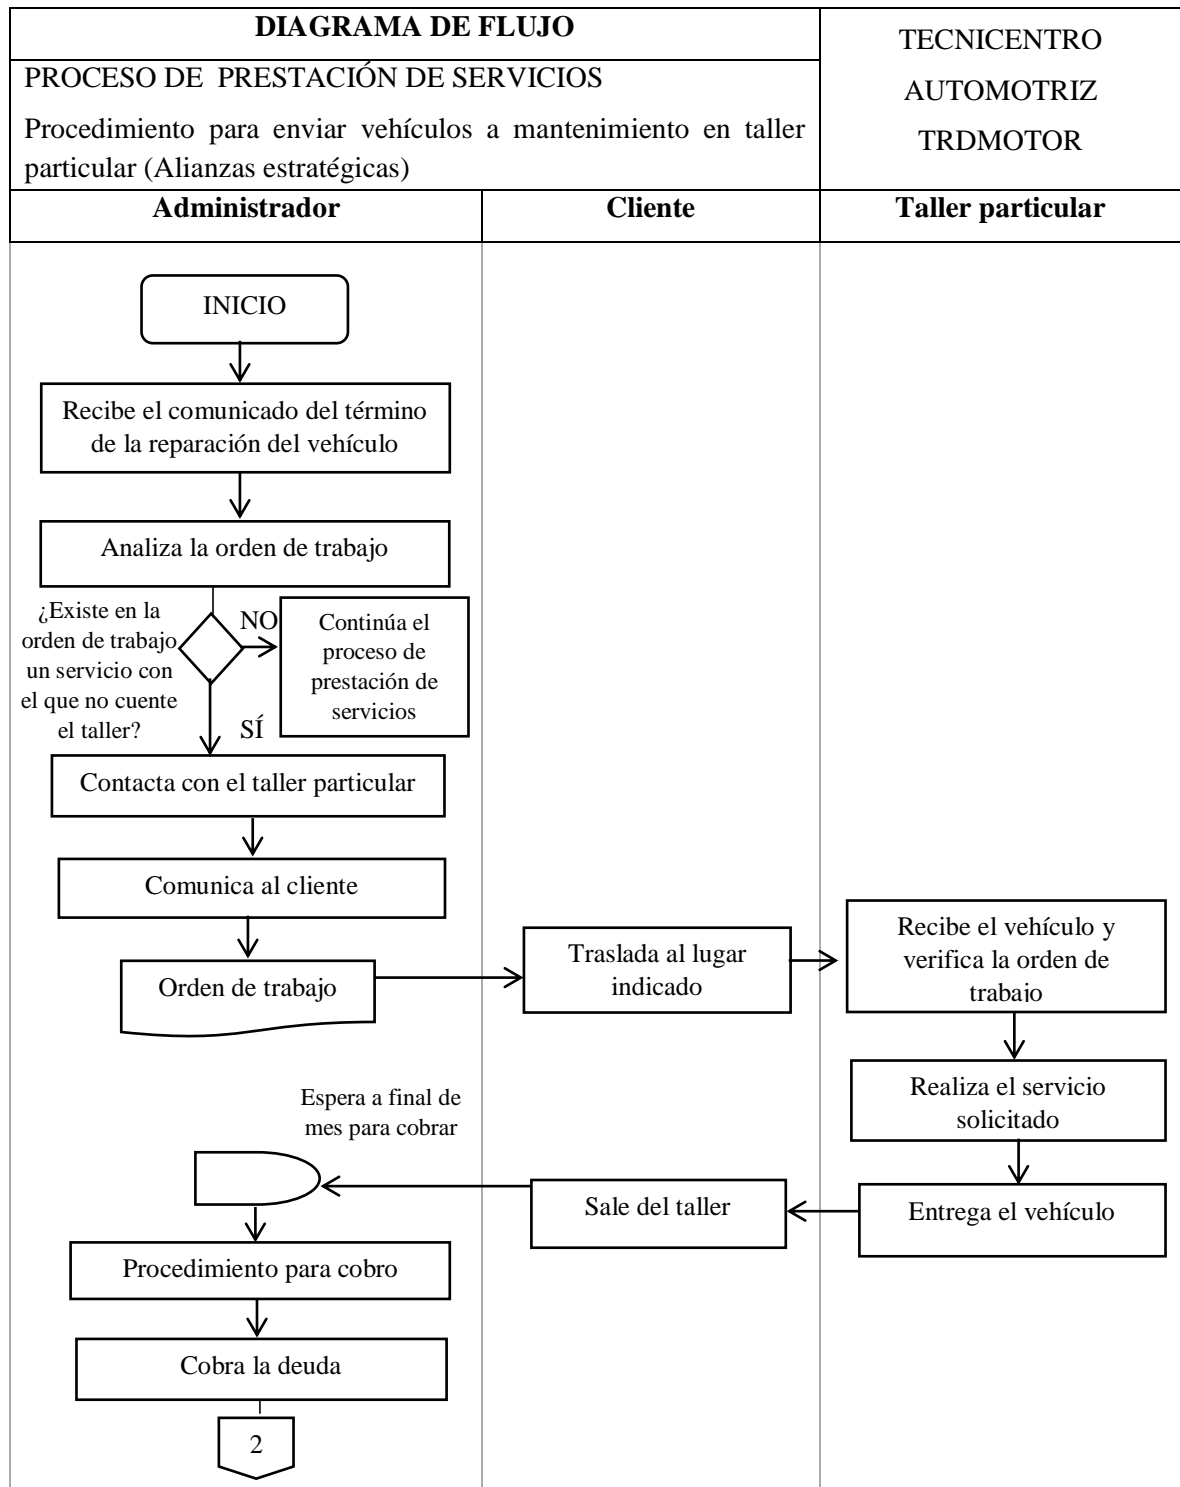 DIAGRAMA DE FLUJO
PROCESO DE PRESTACIÓN DE SERVICIOS
Procedimiento para enviar vehículos a mantenimiento en taller
particular (Alianzas estratégicas)
TECNICENTRO
AUTOMOTRIZ
TRDMOTOR
Administrador
Cliente
Taller particular
INICIO
Recibe el comunicado del término
de la reparación del vehículo
Analiza la orden de trabajo
¿Existe en la
orden de trabajo
un servicio con
el que no cuente
el taller?
NO
Continúa el
proceso de
prestación de
servicios
SÍ
Contacta con el taller particular
Comunica al cliente
Orden de trabajo
Traslada al lugar
indicado
Recibe el vehículo y
verifica la orden de
trabajo
Realiza el servicio
solicitado
Entrega el vehículo
Sale del taller
Espera a final de
mes para cobrar
Procedimiento para cobro
Cobra la deuda
2